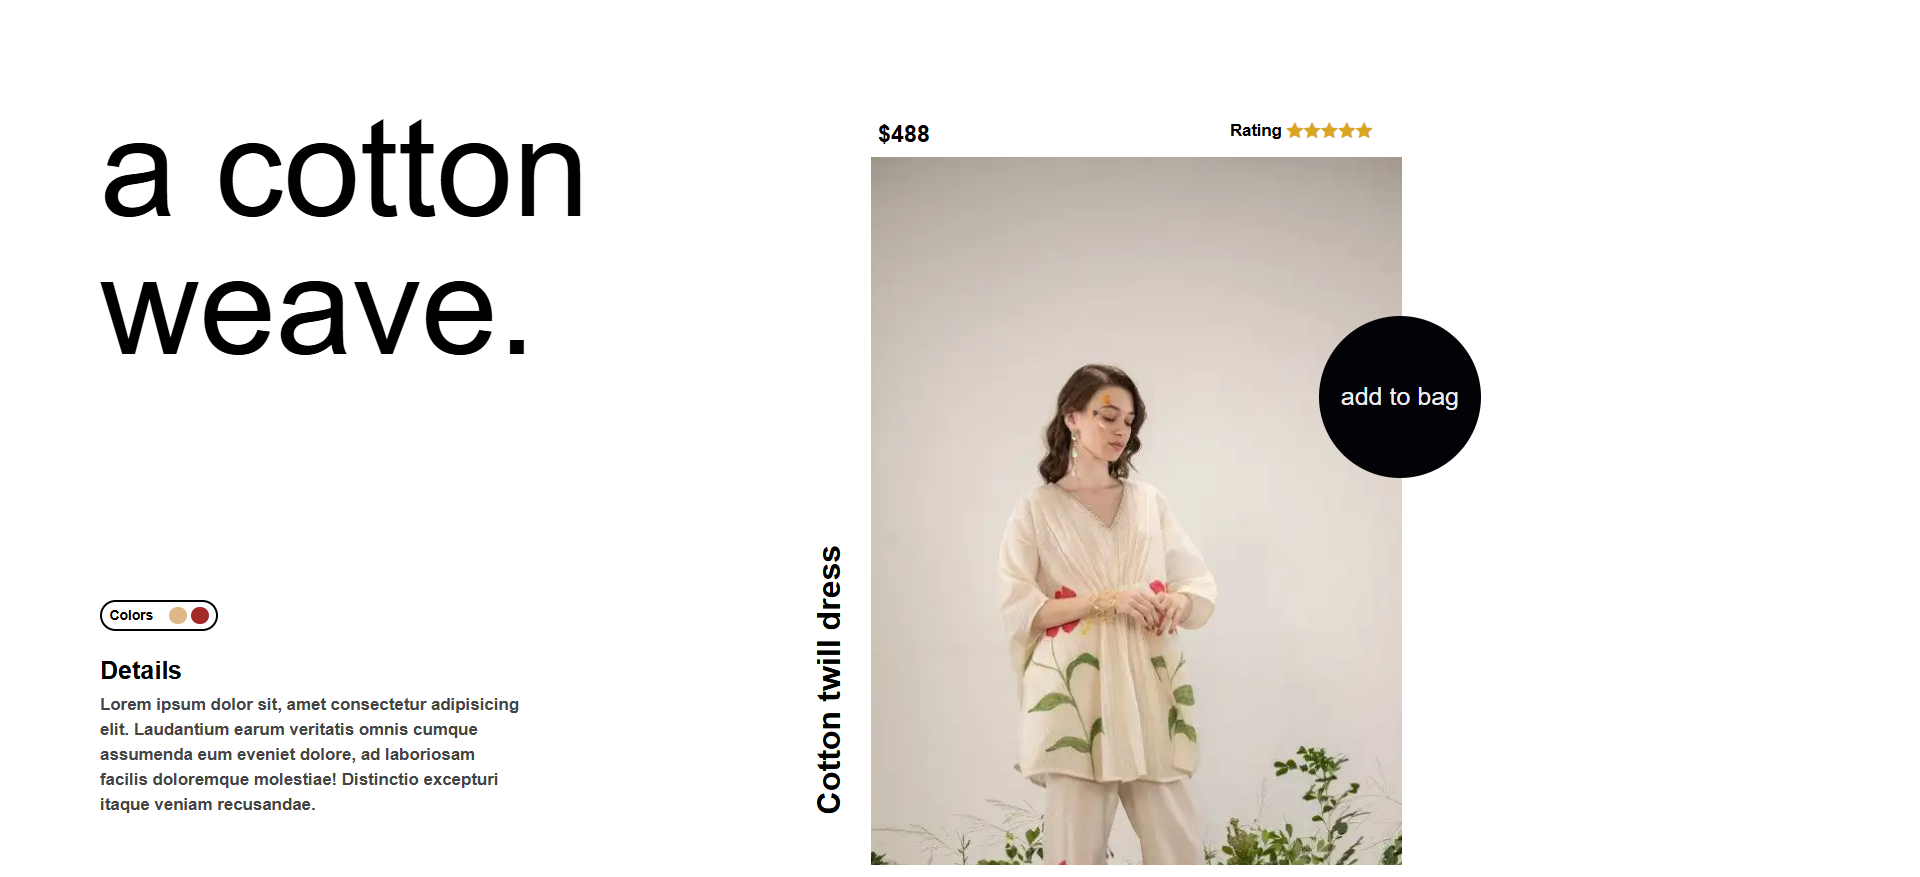 a cotton
weave.
Colors
Details
Lorem ipsum dolor sit, amet consectetur adipisicing
elit. Laudantium earum veritatis omnis cumque
assumenda eum eveniet dolore, ad laboriosam
facilis doloremque molestiae! Distinctio excepturi
itaque veniam recusandae.
$488
Rating
Cotton twill dress
add to bag